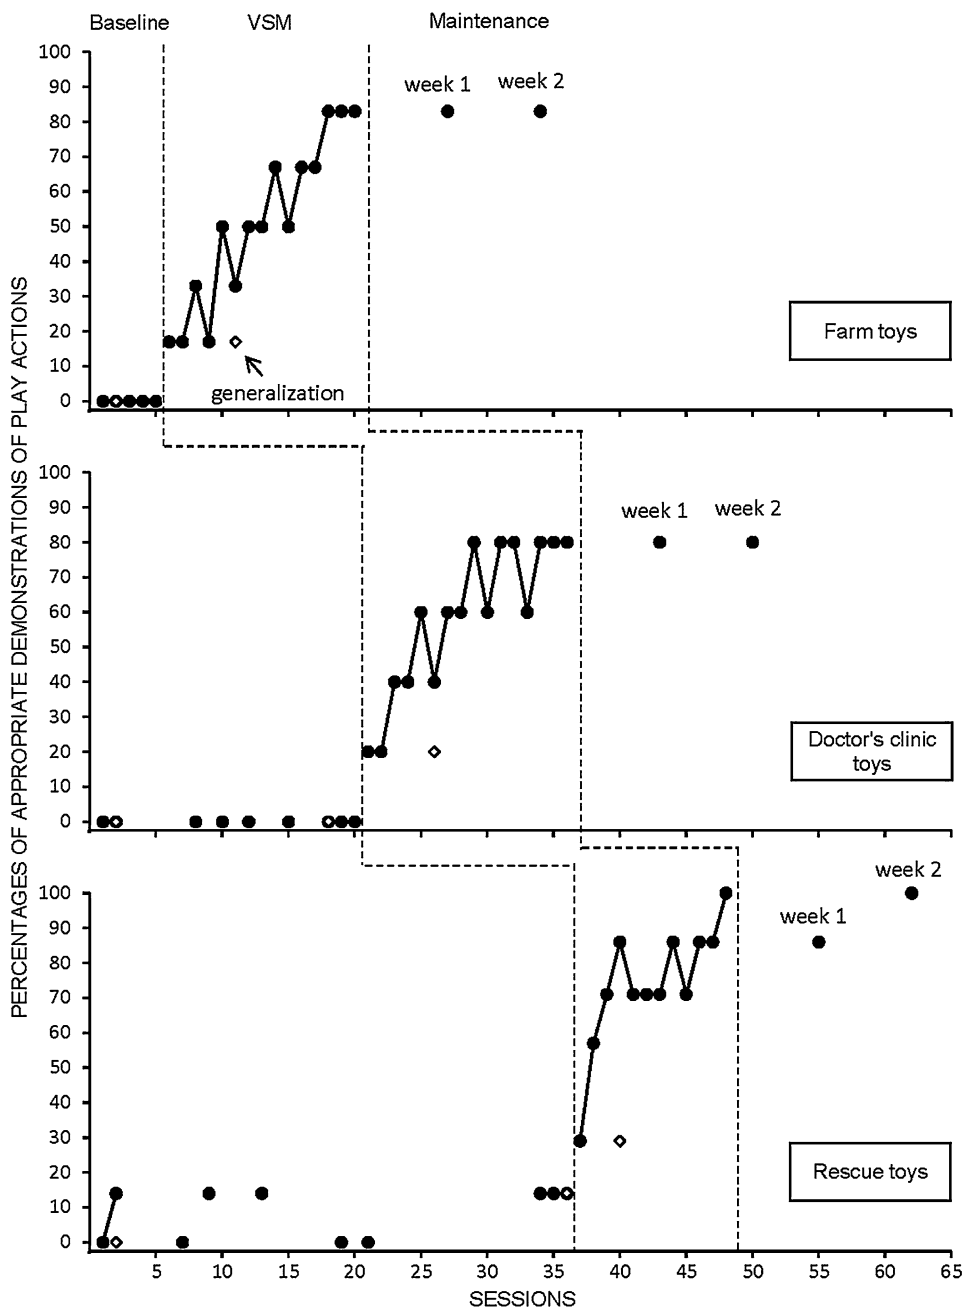 Baseline VSM Maintenance
PERCENTAGES OF APPROPRIATE DEMONSTRATIONS OF PLAY ACTIONS
100
90
80
70
60
50
40
30
20
10
0
week 1 week 2
generalization
Farm toys
100
90
80
70
60
50
40
30
20
10
0
week 1 week 2
Doctor's clinic
toys
100
90
80
70
60
50
40
30
20
10
0
week 1
week 2
Rescue toys
5 10 15 20 25 30 35 40 45 50 55 60 65
SESSIONS